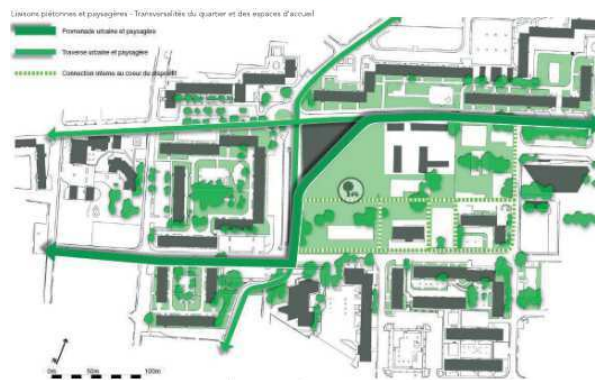 Liaisons piétonnes et paysagères - Transversalités du quartier et des espaces d'accueil
Promenade urbaine et paysagère
Traverse urbaine et paysagère
Connection interne au coeur du dispositif
0m 50m 100m